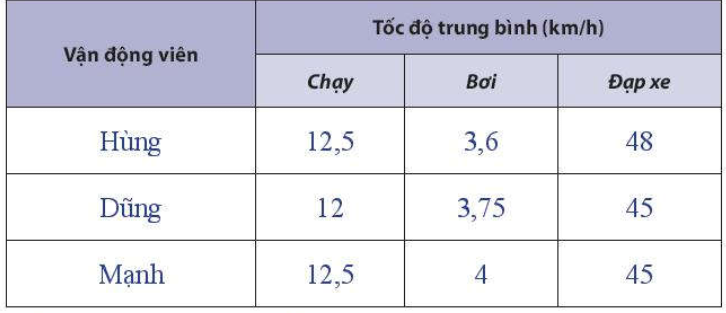 Vận động viên
Tốc độ trung bình (km/h)
Chạy Bơi Đạp xe
Hùng 12,5 3,6 48
Dũng 12 3,75 45
Mạnh 12,5 4 45